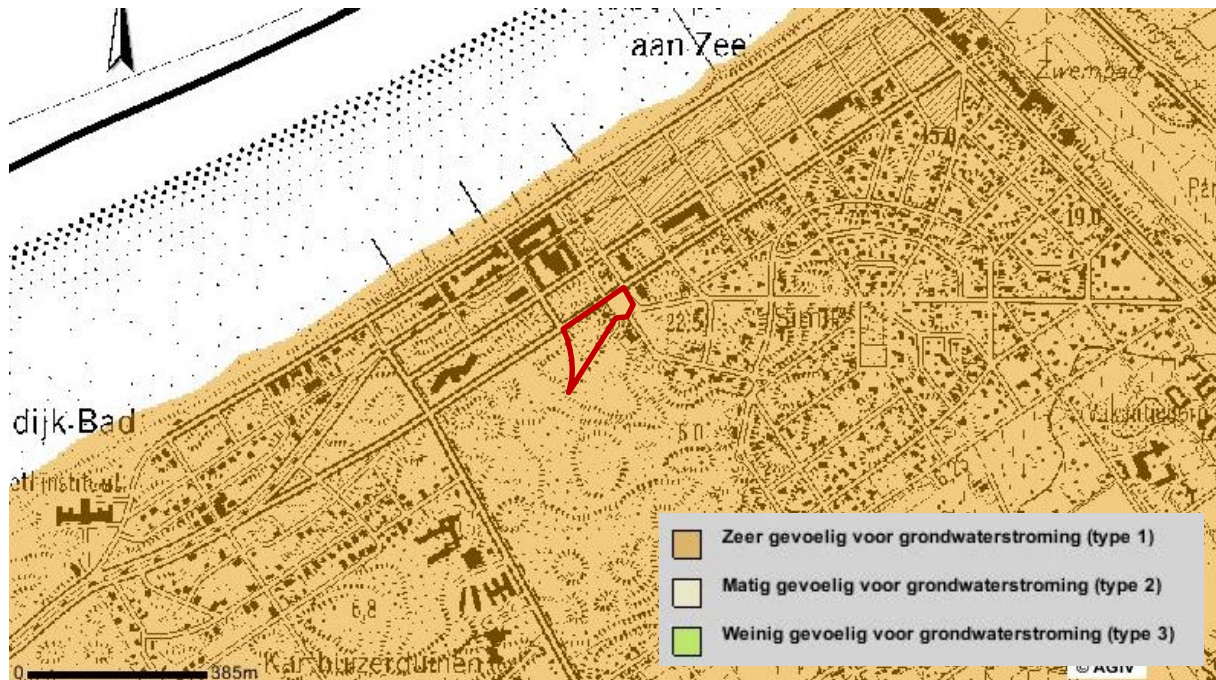 aan Zee
Zwembad
15.0
19.0
22.5
dijk-Bad
5.0
6,8
Zeer gevoelig voor grondwaterstroming (type 1)
Matig gevoelig voor grondwaterstroming (type 2)
Weinig gevoelig voor grondwaterstroming (type 3)
0 385m
© AGIV